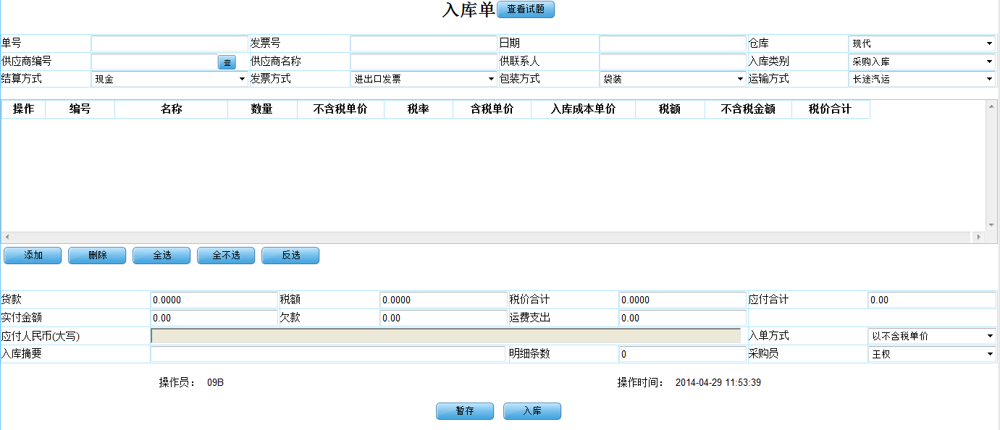 入库单 查看试题
单号 发票号 日期 仓库 现代
供应商编号 查 供应商名称 供联系人 入库类别 采购入库
结算方式 现金 发票方式 进出口发票 包装方式 袋装 运输方式 长途汽运
操作 编号 名称 数量 不含税单价 税率 含税单价 入库成本单价 税额 不含税金额 税价合计
添加 删除 全选 全不选 反选
货款 0.0000 税额 0.0000 税价合计 0.0000 应付合计 0.00
实付金额 0.00 欠款 0.00 运费支出 0.00
应付人民币(大写) 入单方式 以不含税单价
入库摘要 明细条数 0 采购员 王权
操作员： 09B 操作时间： 2014-04-29 11:53:39
暂存 入库